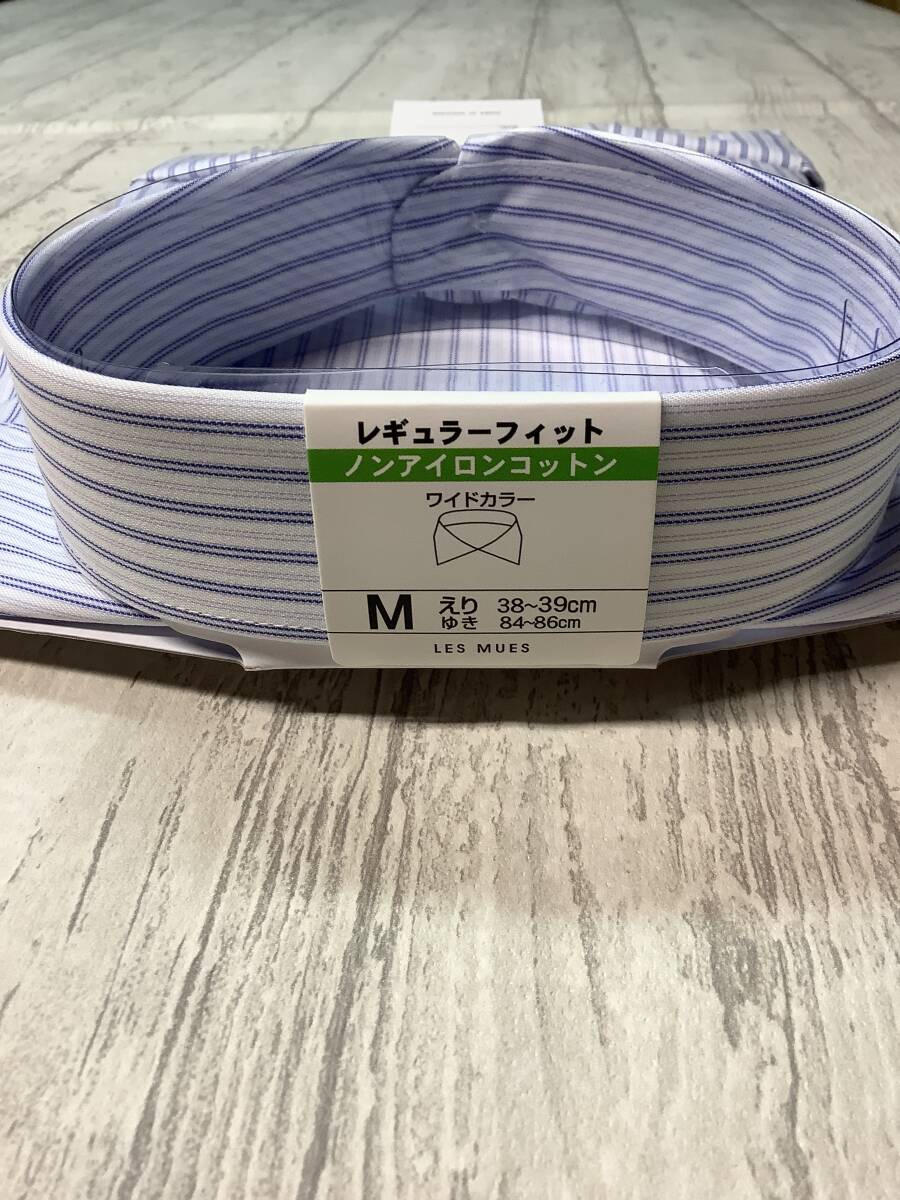 レギュラーフィット
ノンアイロンコットン
ワイドカラー
M えり 38~39cm
ゆき 84~86cm
LES MUES